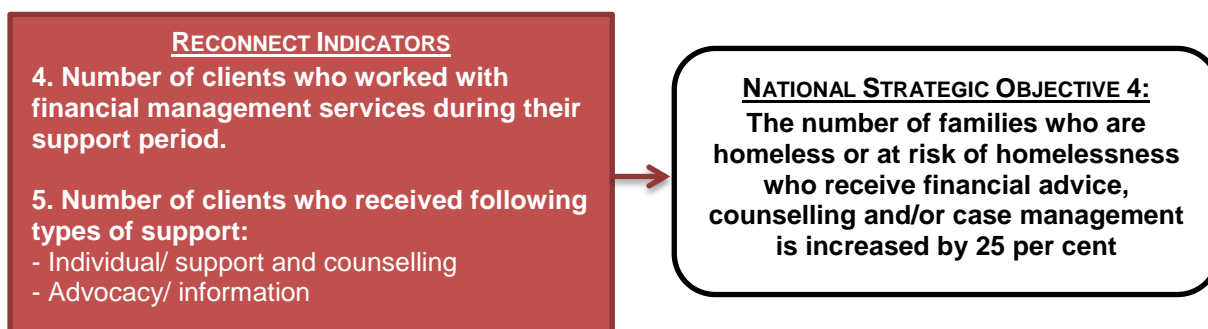 RECONNECT INDICATORS
4. Number of clients who worked with
financial management services during their
support period.
5. Number of clients who received following
types of support:
- Individual/ support and counselling
- Advocacy/ information
NATIONAL STRATEGIC OBJECTIVE 4:
The number of families who are
homeless or at risk of homelessness
who receive financial advice,
counselling and/or case management
is increased by 25 per cent